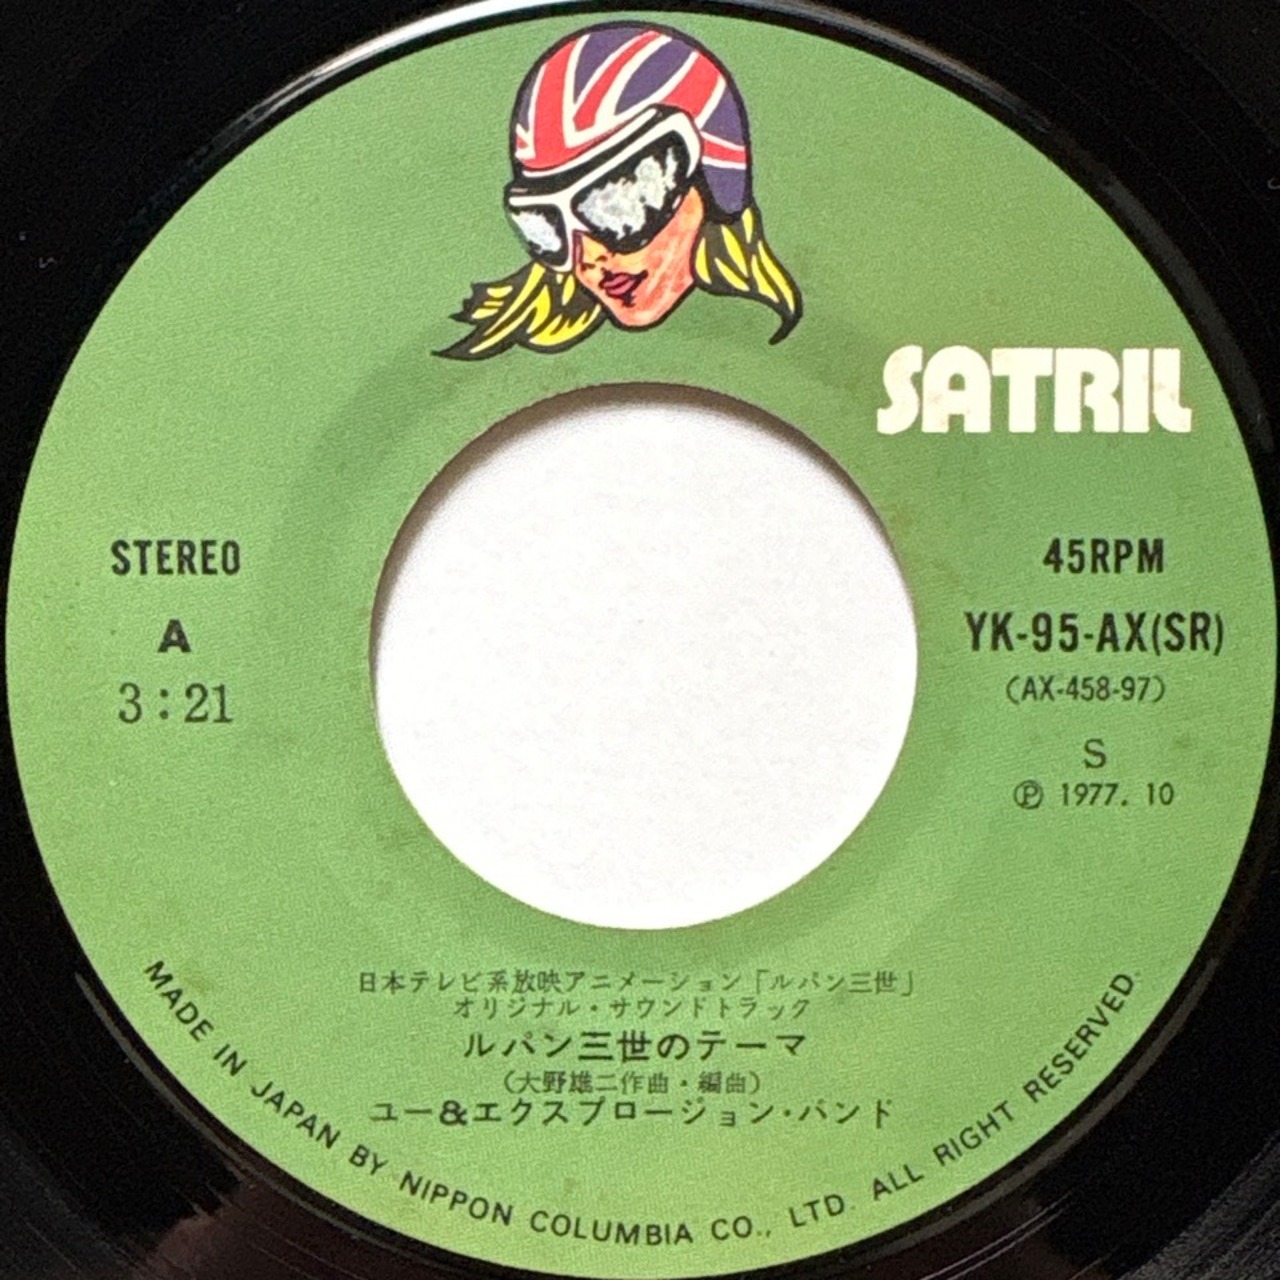 SATRIL
STEREO
A
3:21
45RPM
YK-95-AX(SR)
(AX-458-97)
S
Ⓟ 1977. 10
日本テレビ系放映アニメーション「ルパン三世」
オリジナル・サウンドトラック
ルパン三世のテーマ
(大野雄二作曲・編曲)
ユー&エクスプロージョン・バンド
MADE IN JAPAN BY NIPPON COLUMBIA CO., LTD. ALL RIGHT RESERVED.